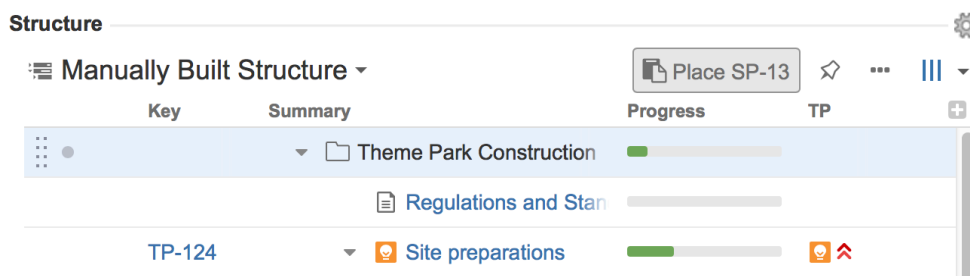 Structure
Manually Built Structure
Place SP-13
Key Summary Progress TP
Theme Park Construction
Regulations and Stan
TP-124 Site preparations